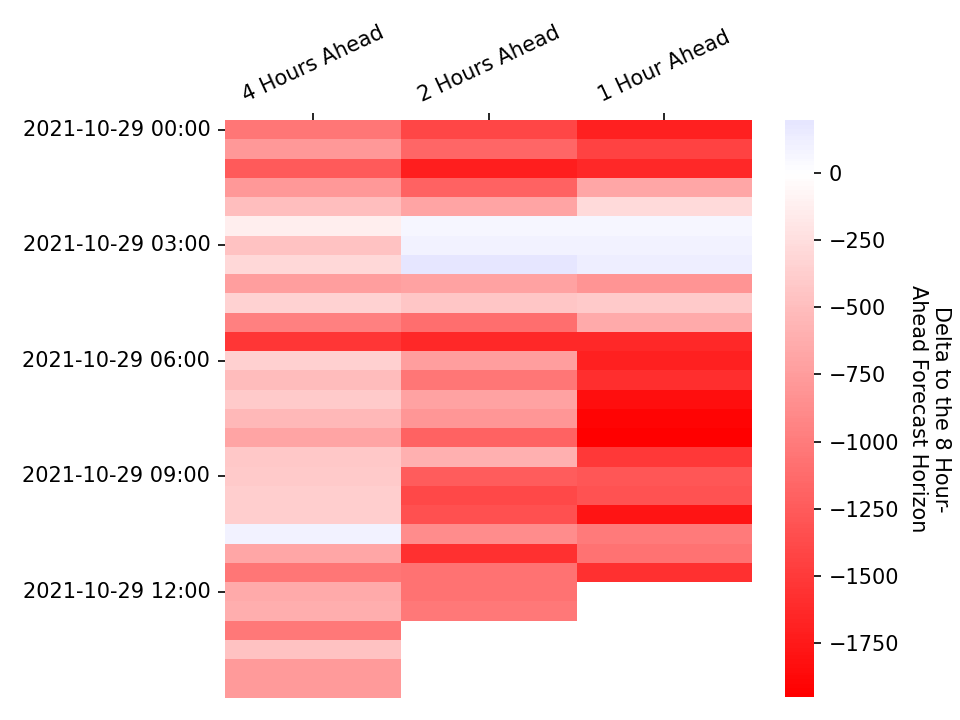 4 Hours Ahead
2 Hours Ahead
1 Hour Ahead
2021-10-29 00:00
2021-10-29 03:00
2021-10-29 06:00
2021-10-29 09:00
2021-10-29 12:00
0
−250
−500
−750
−1000
−1250
−1500
−1750
Delta to the 8 Hour-
Ahead Forecast Horizon